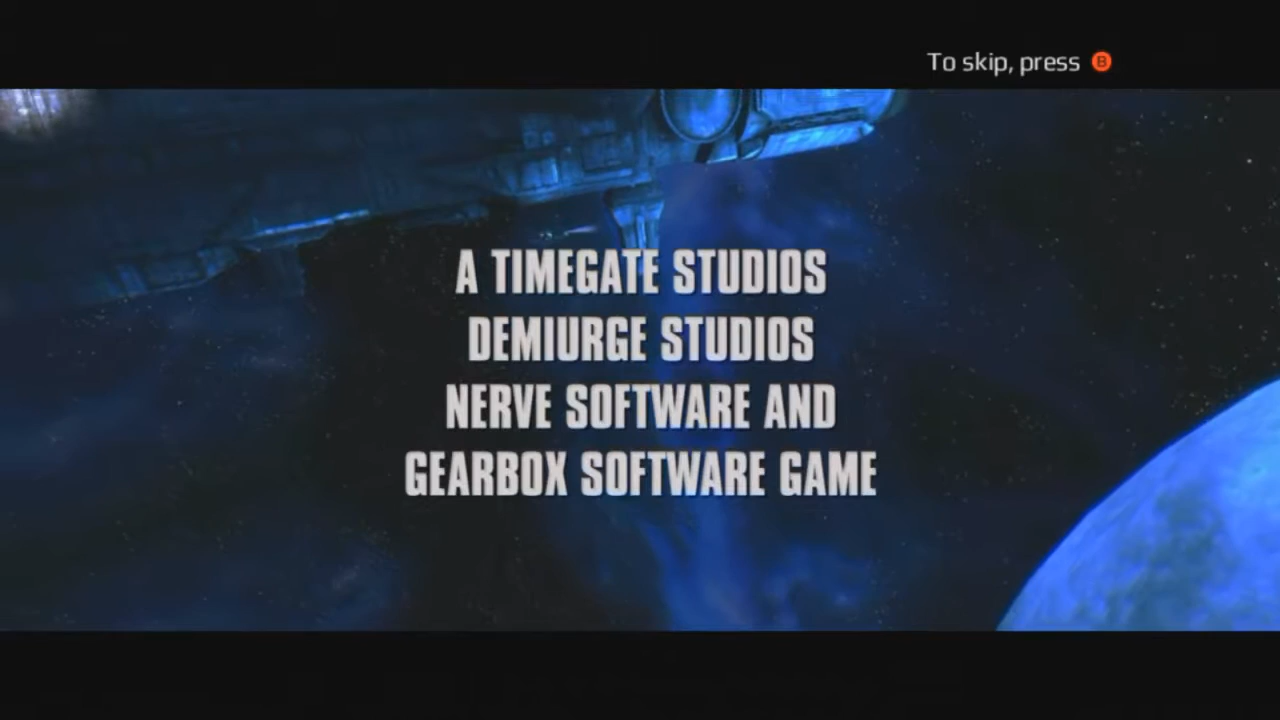 To skip, press B
A TIMEGATE STUDIOS
DEMIURGE STUDIOS
NERVE SOFTWARE AND
GEARBOX SOFTWARE GAME